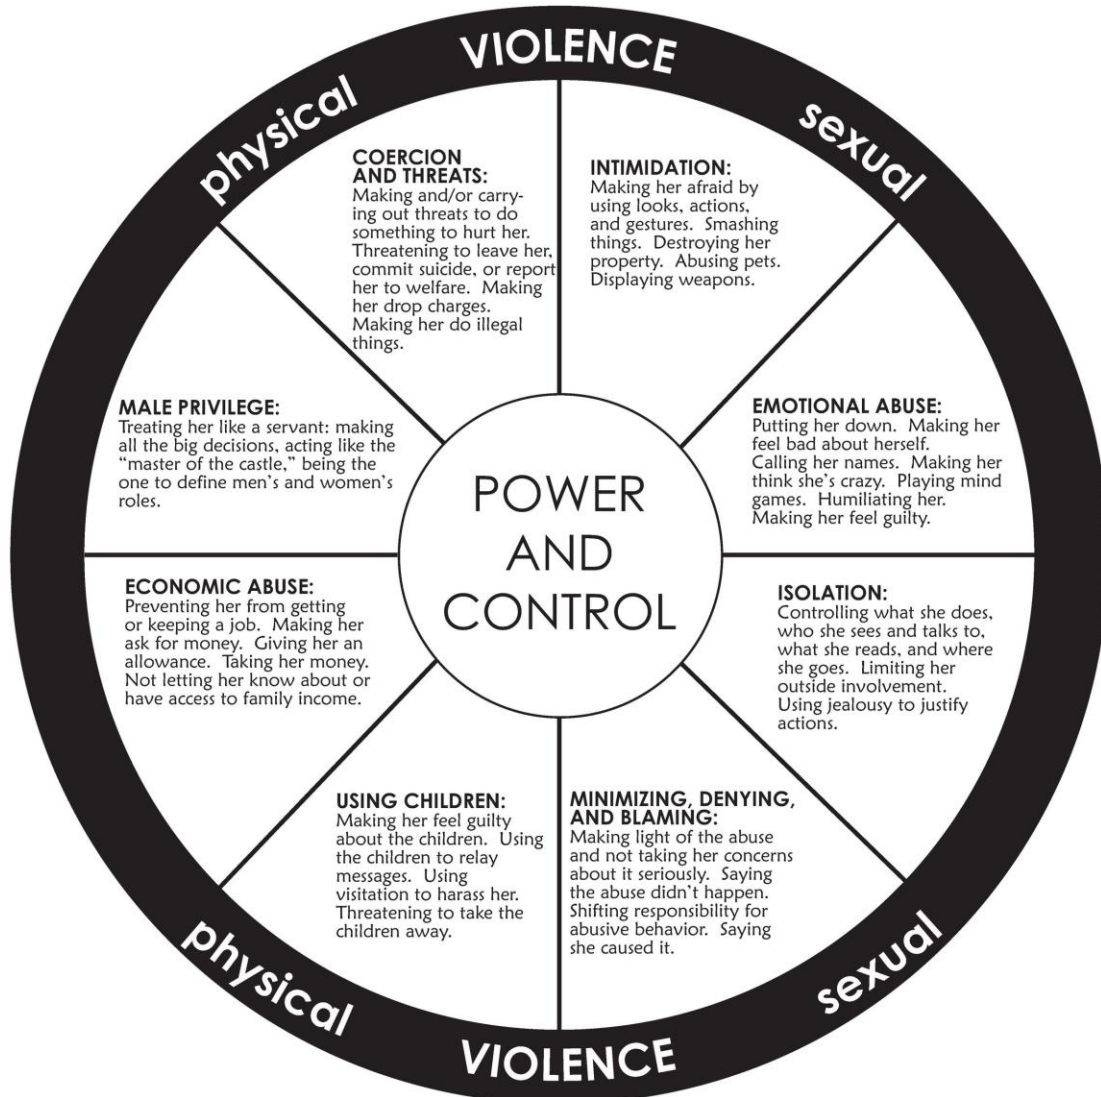 physical
VIOLENCE
sexual
COERCION
AND THREATS:
Making and/or carry-
ing out threats to do
something to hurt her.
Threatening to leave her,
commit suicide, or report
her to welfare.  Making
her drop charges.
Making her do illegal
things.
INTIMIDATION:
Making her afraid by
using looks, actions,
and gestures.  Smashing
things.  Destroying her
property.  Abusing pets.
Displaying weapons.
MALE PRIVILEGE:
Treating her like a servant: making
all the big decisions, acting like the
“master of the castle,” being the
one to define men’s and women’s
roles.
EMOTIONAL ABUSE:
Putting her down.  Making her
feel bad about herself.
Calling her names.  Making her
think she’s crazy.  Playing mind
games.  Humiliating her.
Making her feel guilty.
POWER
AND
CONTROL
ECONOMIC ABUSE:
Preventing her from getting
or keeping a job.  Making her
ask for money.  Giving her an
allowance.  Taking her money.
Not letting her know about or
have access to family income.
ISOLATION:
Controlling what she does,
who she sees and talks to,
what she reads, and where
she goes.  Limiting her
outside involvement.
Using jealousy to justify
actions.
USING CHILDREN:
Making her feel guilty
about the children.  Using
the children to relay
messages.  Using
visitation to harass her.
Threatening to take the
children away.
MINIMIZING, DENYING,
AND BLAMING:
Making light of the abuse
and not taking her concerns
about it seriously.  Saying
the abuse didn’t happen.
Shifting responsibility for
abusive behavior.  Saying
she caused it.
physical
VIOLENCE
sexual